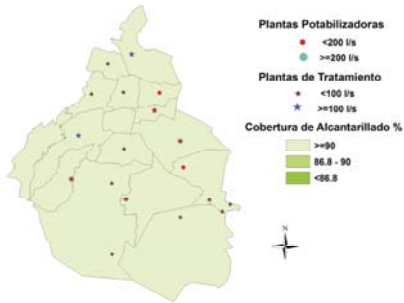 Plantas Potabilizadoras
<200 l/s
>=200 l/s
Plantas de Tratamiento
<100 l/s
>=100 l/s
Cobertura de Alcantarillado %
>=90
86.8 - 90
<86.8
N